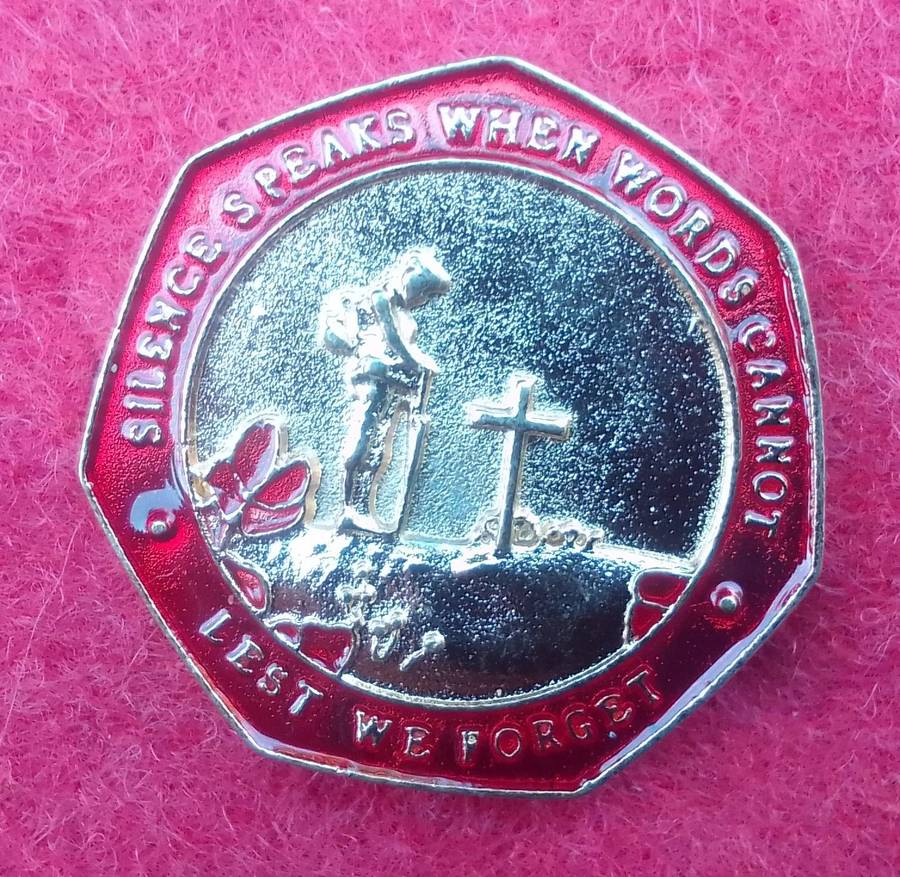 SILENCE SPEAKS WHEN WORDS CANNOT
LEST WE FORGET